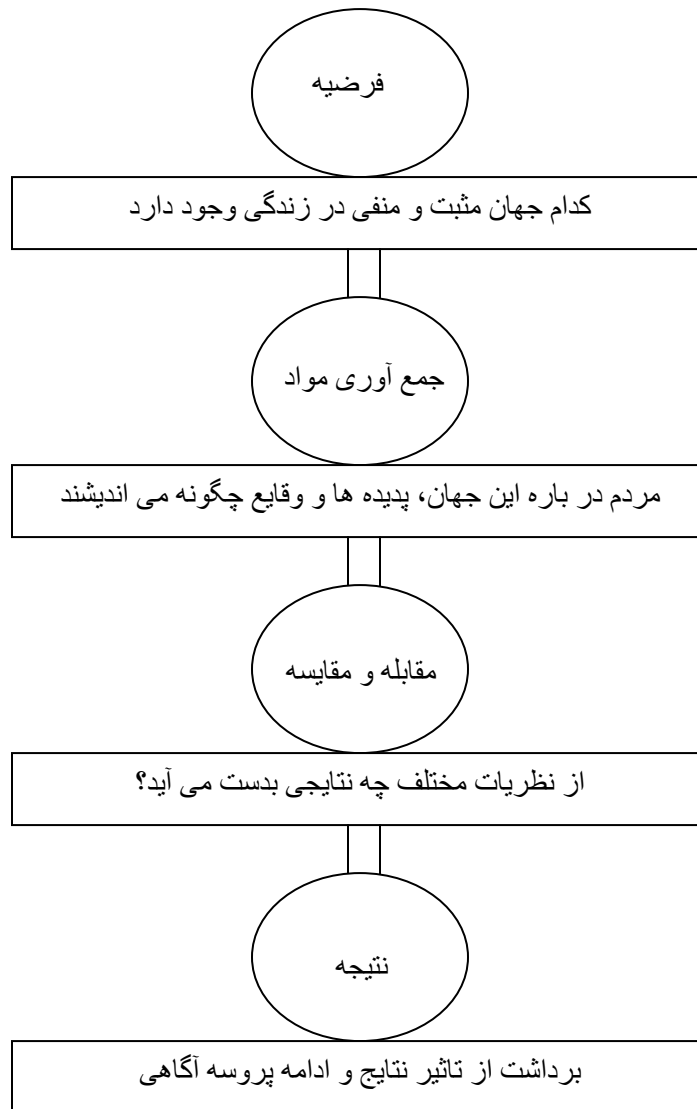 فرضیه
کدام جهان مثبت و منفی در زندگی وجود دارد
جمع آوری مواد
مردم در باره این جهان، پدیده ها و وقایع چگونه می اندیشند
مقابله و مقایسه
از نظریات مختلف چه نتایجی بدست می آید؟
نتیجه
برداشت از تاثیر نتایج و ادامه پروسه آگاهی